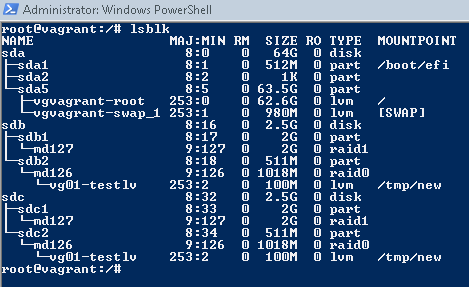 Administrator: Windows PowerShell
root@vagrant:/# lsblk
NAME                 MAJ:MIN RM  SIZE RO TYPE  MOUNTPOINT
sda                    8:0    0   64G  0 disk
├─sda1                 8:1    0  512M  0 part  /boot/efi
├─sda2                 8:2    0    1K  0 part
└─sda5                 8:5    0 63.5G  0 part
  ├─vgvagrant-root   253:0    0 62.6G  0 lvm   /
  └─vgvagrant-swap_1 253:1    0  980M  0 lvm   [SWAP]
sdb                    8:16   0  2.5G  0 disk
├─sdb1                 8:17   0    2G  0 part
│ └─md127              9:127  0    2G  0 raid1
└─sdb2                 8:18   0  511M  0 part
  └─md126              9:126  0 1018M  0 raid0
    └─vg01-testlv    253:2    0  100M  0 lvm   /tmp/new
sdc                    8:32   0  2.5G  0 disk
├─sdc1                 8:33   0    2G  0 part
│ └─md127              9:127  0    2G  0 raid1
└─sdc2                 8:34   0  511M  0 part
  └─md126              9:126  0 1018M  0 raid0
    └─vg01-testlv    253:2    0  100M  0 lvm   /tmp/new
root@vagrant:/#